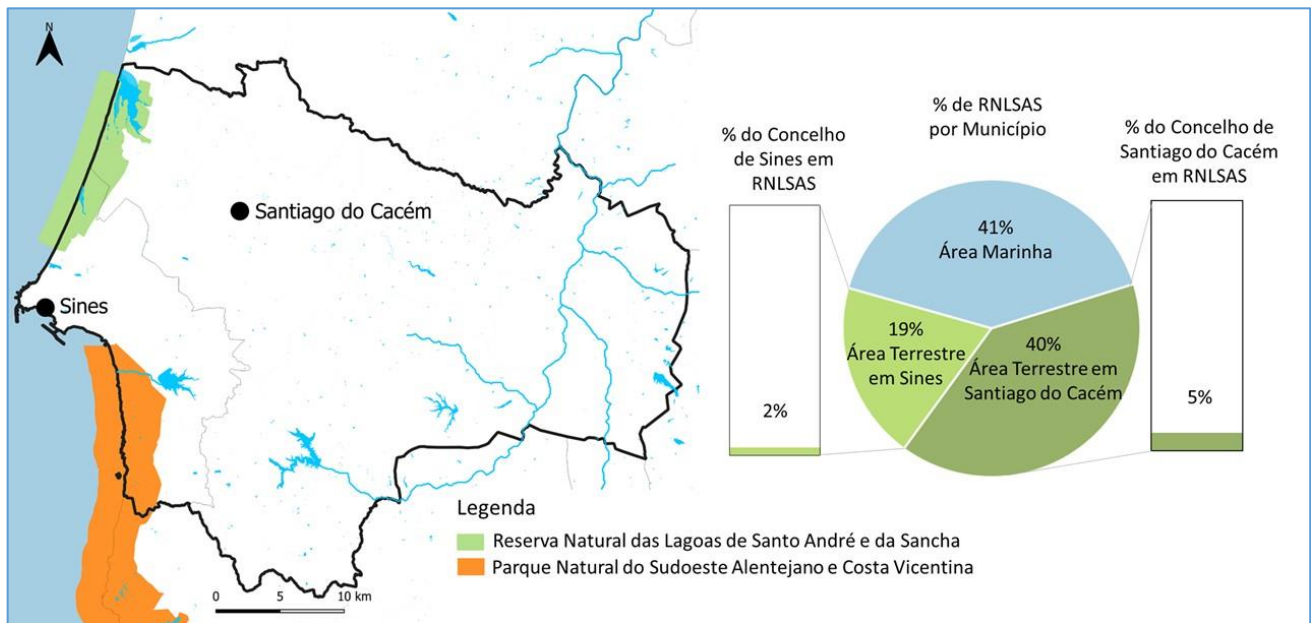 N
Santiago do Cacém
Sines
0
5
10 km
Legenda
Reserva Natural das Lagoas de Santo André e da Sancha
Parque Natural do Sudoeste Alentejano e Costa Vicentina
% do Concelho
de Sines em
RNLSAS
2%
% de RNLSAS
por Município
41%
Área Marinha
19%
Área Terrestre
em Sines
40%
Área Terrestre em
Santiago do Cacém
% do Concelho de
Santiago do Cacém
em RNLSAS
5%